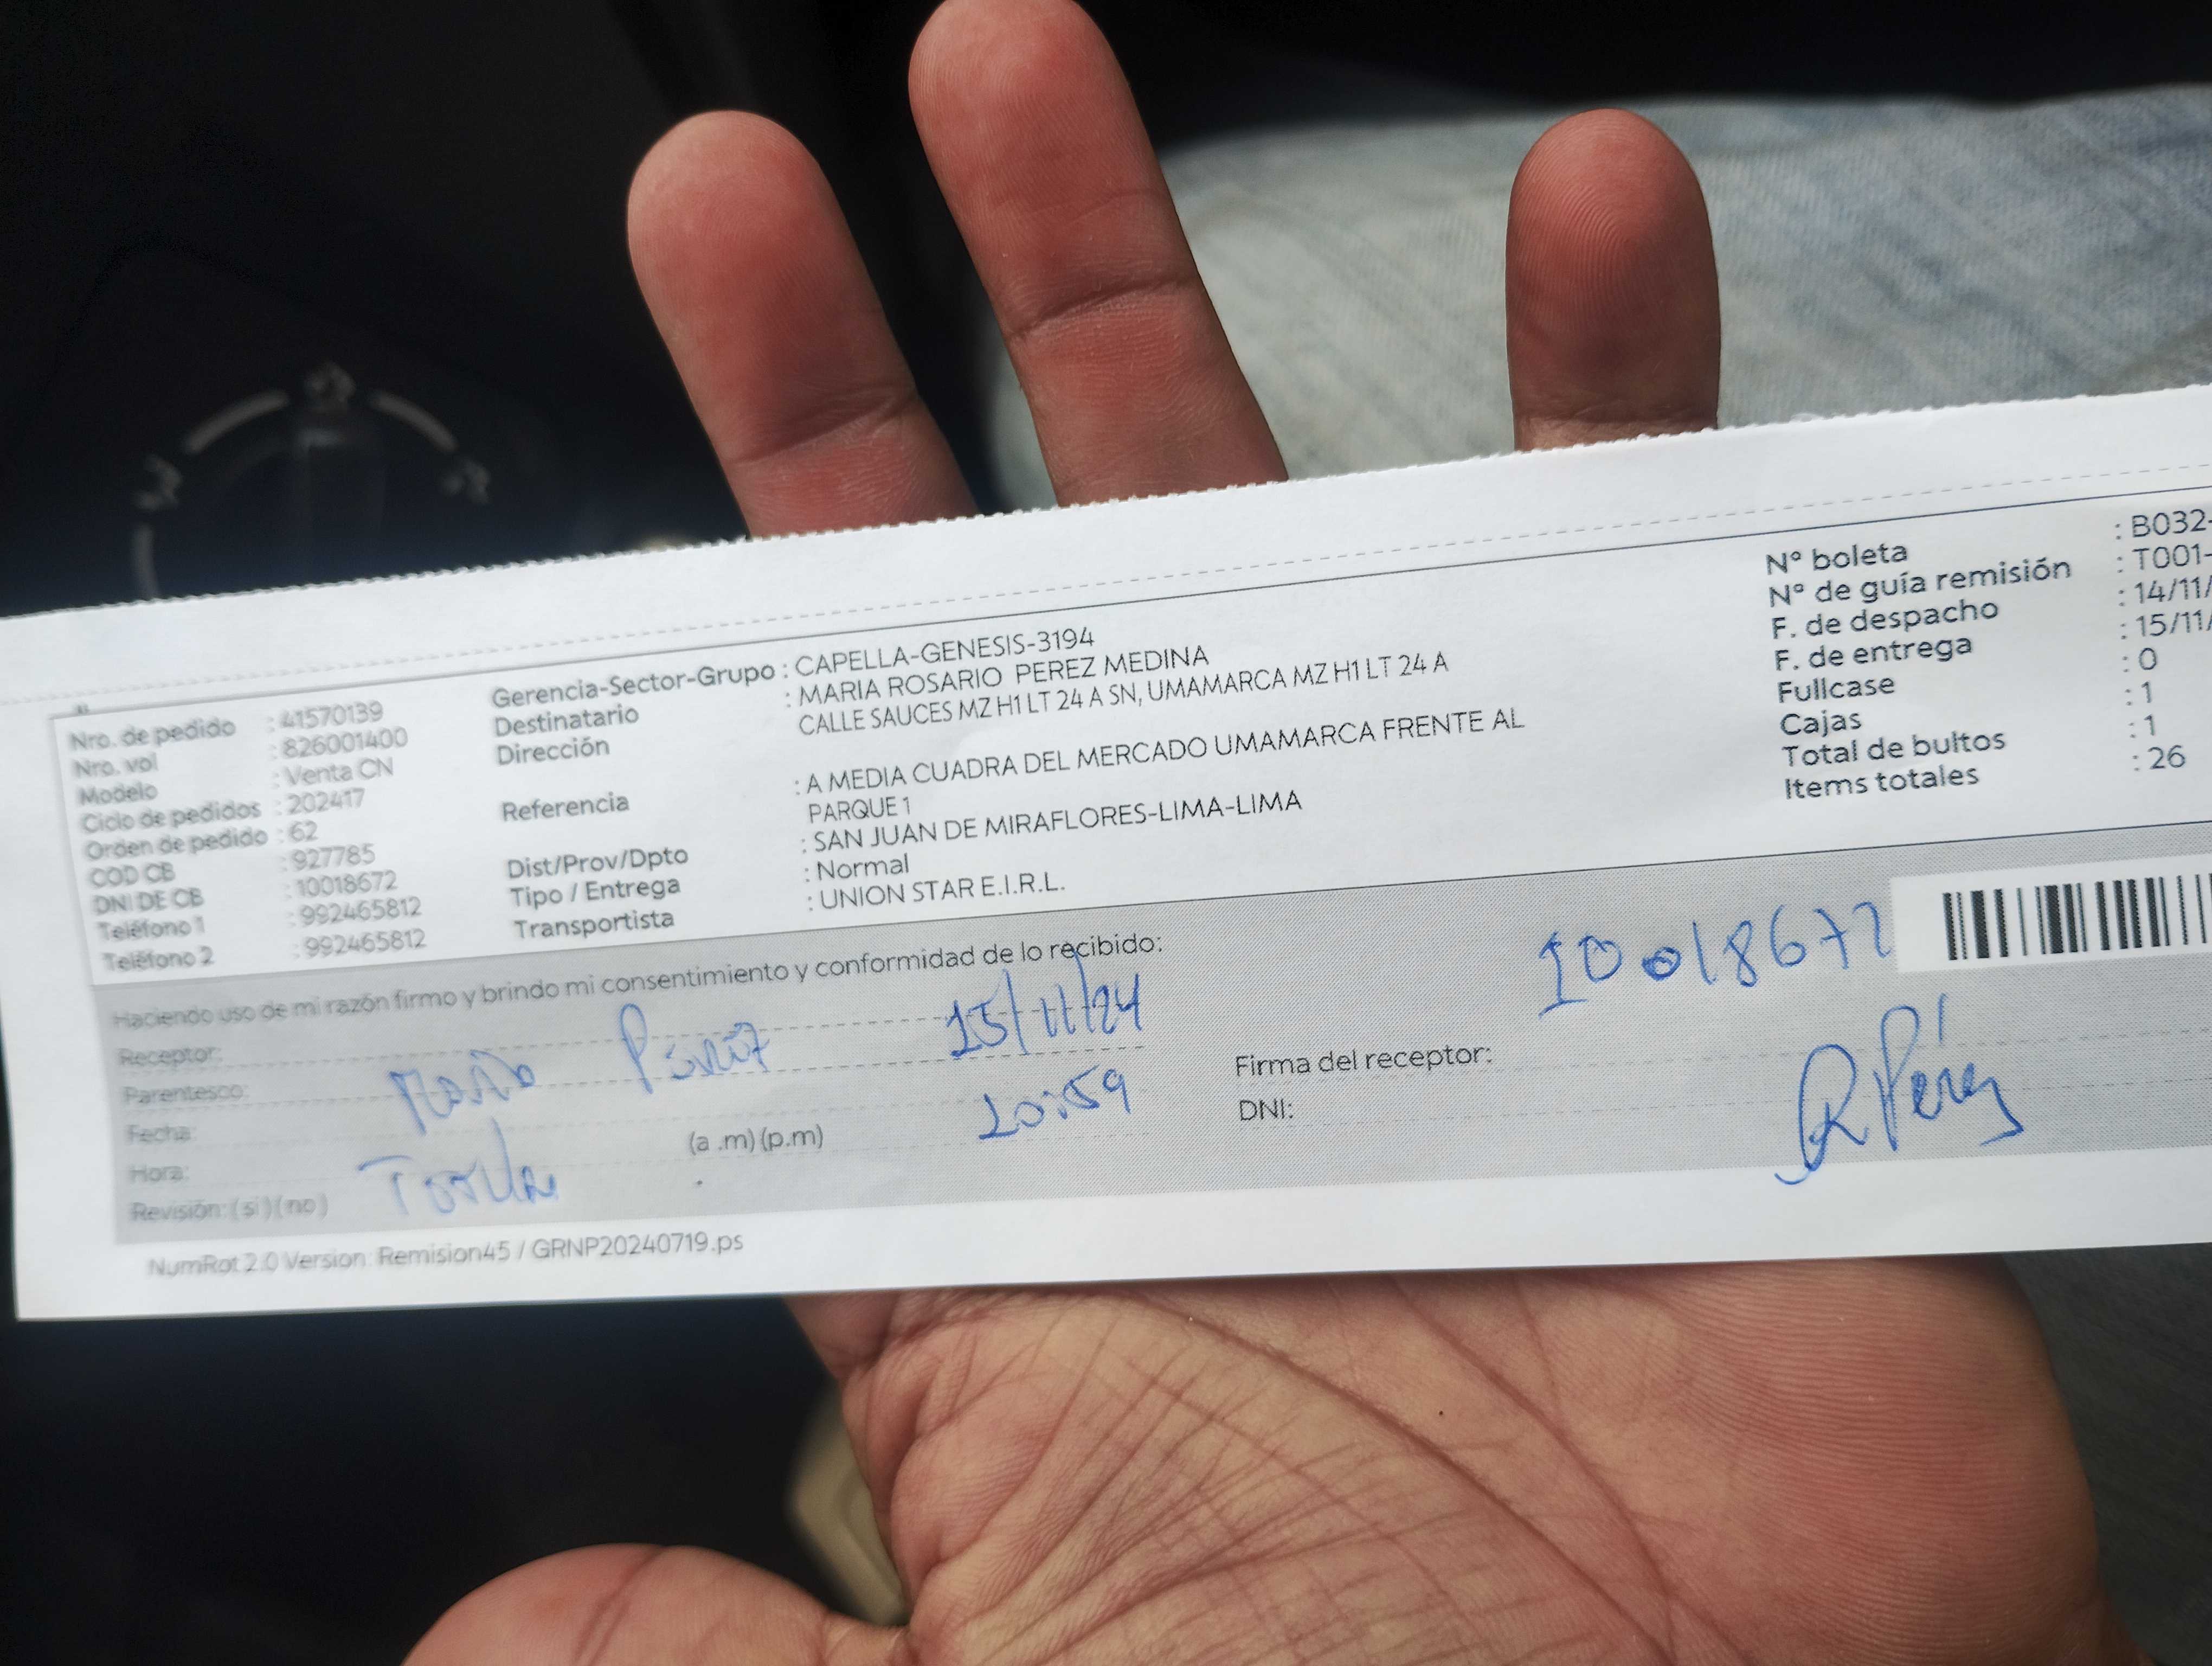 Nro. de pedido : 41570139
Nro. vol : 826001400
Modelo : Venta CN
Ciclo de pedidos : 202417
Orden de pedido : 62
COD CB : 927785
DNI DE CB : 10018672
Teléfono 1 : 992465812
Teléfono 2 : 992465812
Gerencia-Sector-Grupo : CAPELLA-GENESIS-3194
Destinatario : MARIA ROSARIO PEREZ MEDINA
Dirección CALLE SAUCES MZ H1 LT 24 A SN, UMAMARCA MZ H1 LT 24 A
Referencia : A MEDIA CUADRA DEL MERCADO UMAMARCA FRENTE AL
PARQUE 1
Dist/Prov/Dpto : SAN JUAN DE MIRAFLORES-LIMA-LIMA
Tipo / Entrega : Normal
Transportista : UNION STAR E.I.R.L.
N° boleta : B032-
N° de guía remisión : T001-
F. de despacho : 14/11/
F. de entrega : 15/11/
Fullcase : 0
Cajas : 1
Total de bultos : 1
Items totales : 26
Haciendo uso de mi razón firmo y brindo mi consentimiento y conformidad de lo recibido:
Receptor:
Parentesco:
Fecha:
Hora: (a .m) (p.m)
Revisión: (si) (no)
15/11/24
Firma del receptor:
DNI:
10018672
R Pérez
NumRot 2.0 Version: Remision45 / GRNP20240719.ps